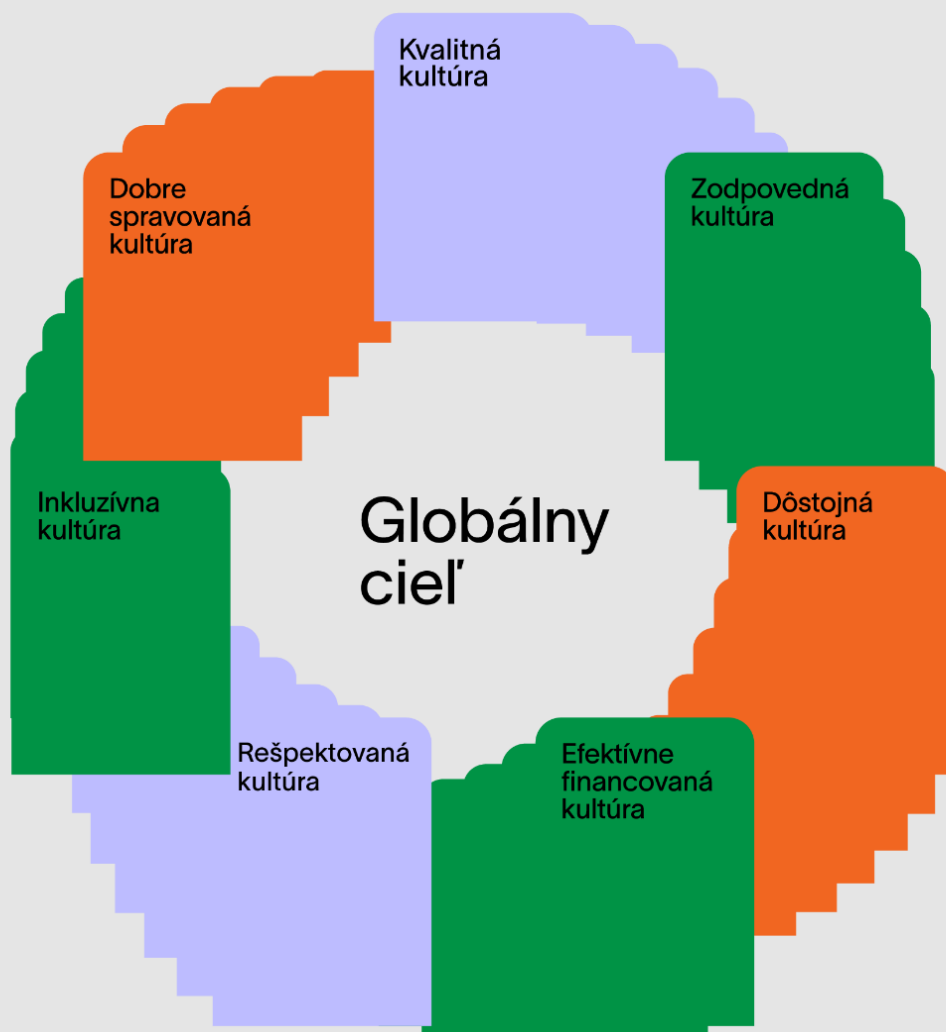 Kvalitná
kultúra
Zodpovedná
kultúra
Dôstojná
kultúra
Efektívne
financovaná
kultúra
Rešpektovaná
kultúra
Inkluzívna
kultúra
Dobre
spravovaná
kultúra
Globálny
cieľ